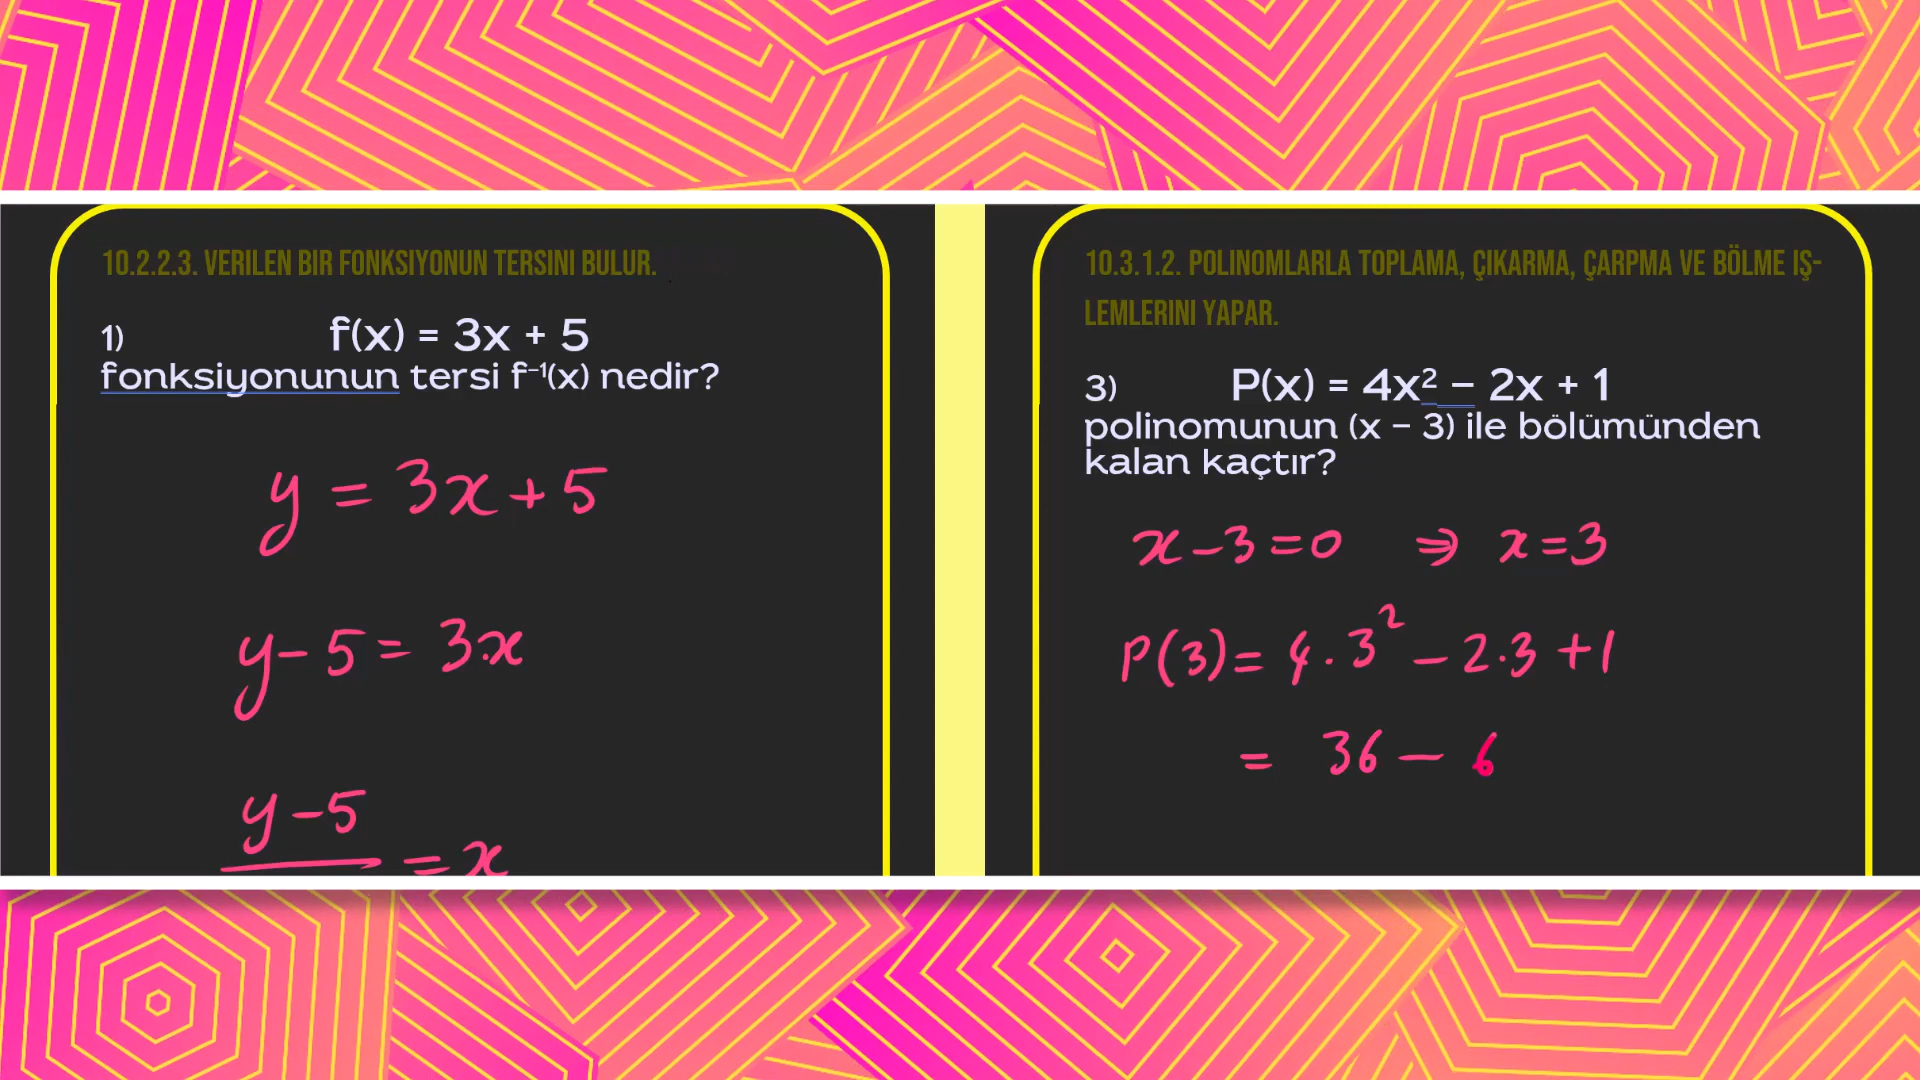 10.2.2.3. VERILEN BIR FONKSIYONUN TERSINI BULUR.
1) f(x) = 3x + 5
fonksiyonunun tersi f⁻¹(x) nedir?
y = 3x + 5
y - 5 = 3x
y - 5
= x
10.3.1.2. POLINOMLARLA TOPLAMA, ÇIKARMA, ÇARPMA VE BÖLME IŞ-
LEMLERINI YAPAR.
3) P(x) = 4x² – 2x + 1
polinomunun (x – 3) ile bölümünden
kalan kaçtır?
x - 3 = 0 ⇒ x = 3
P(3) = 4 . 3² - 2 . 3 + 1
= 36 - 6